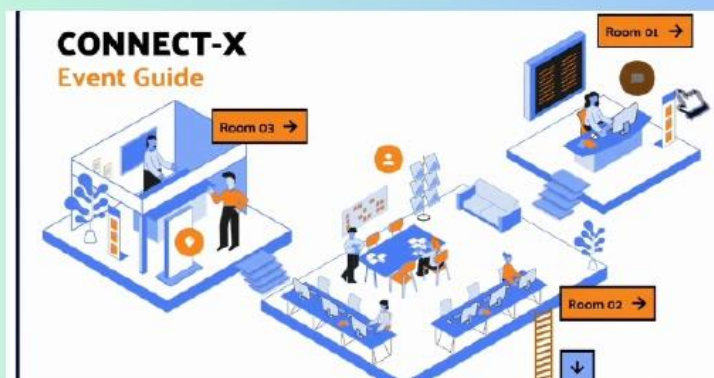 CONNECT-X
Event Guide
Room 01 →
Room 03 →
Room 02 →